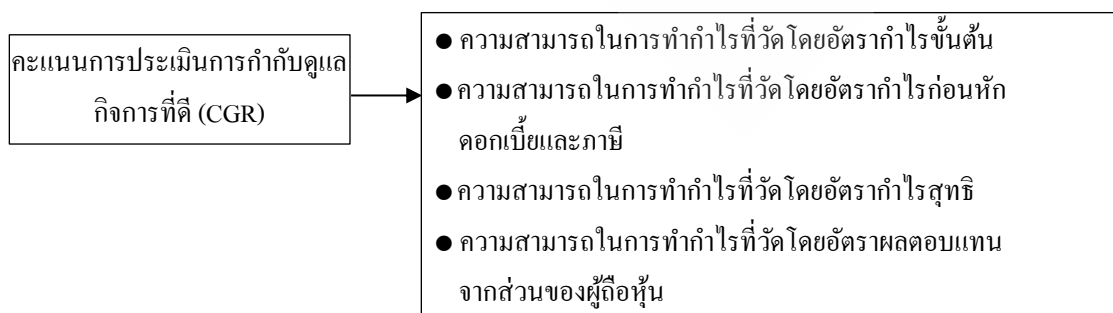 คะแนนการประเมินการกำกับดูแล
กิจการที่ดี (CGR)
● ความสามารถในการทำกำไรที่วัดโดยอัตรากำไรขั้นต้น
● ความสามารถในการทำกำไรที่วัดโดยอัตรากำไรก่อนหัก
ดอกเบี้ยและภาษี
● ความสามารถในการทำกำไรที่วัดโดยอัตรากำไรสุทธิ
● ความสามารถในการทำกำไรที่วัดโดยอัตราผลตอบแทน
จากส่วนของผู้ถือหุ้น